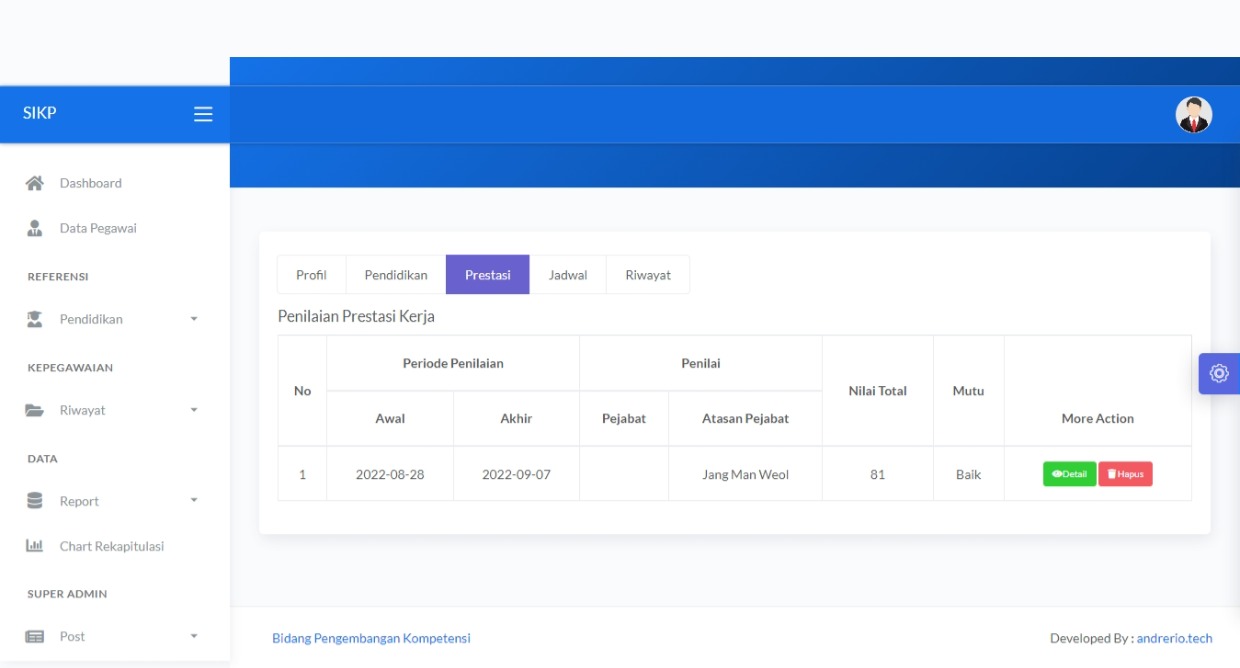 SIKP
Dashboard
Data Pegawai
REFERENSI
Pendidikan
KEPEGAWAIAN
Riwayat
DATA
Report
Chart Rekapitulasi
SUPER ADMIN
Post
Profil Pendidikan Prestasi Jadwal Riwayat
Penilaian Prestasi Kerja
No Periode Penilaian Penilai Nilai Total Mutu More Action
Awal Akhir Pejabat Atasan Pejabat
1 2022-08-28 2022-09-07 Jang Man Weol 81 Baik Detail Hapus
Bidang Pengembangan Kompetensi Developed By : andrerio.tech